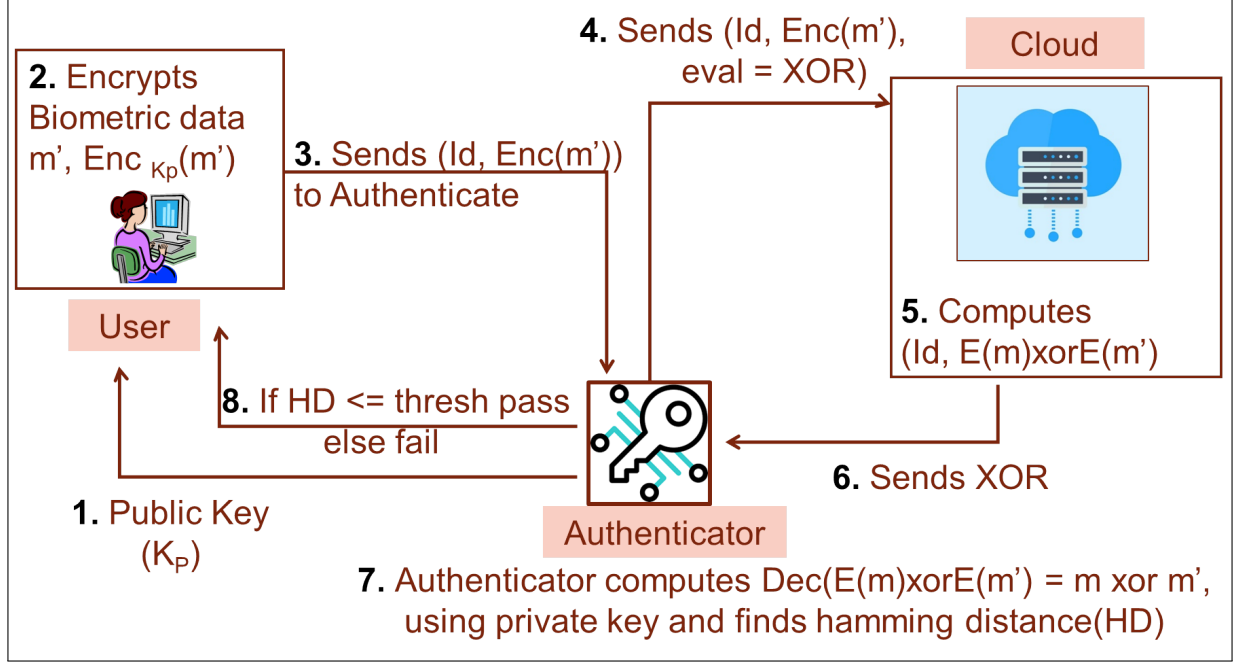 2. Encrypts
Biometric data
m’, Enc Kp(m’)
User
3. Sends (Id, Enc(m’))
to Authenticate
4. Sends (Id, Enc(m’),
eval = XOR)
Cloud
5. Computes
(Id, E(m)xorE(m’)
6. Sends XOR
8. If HD <= thresh pass
else fail
1. Public Key
(KP)
Authenticator
7. Authenticator computes Dec(E(m)xorE(m’) = m xor m’,
using private key and finds hamming distance(HD)